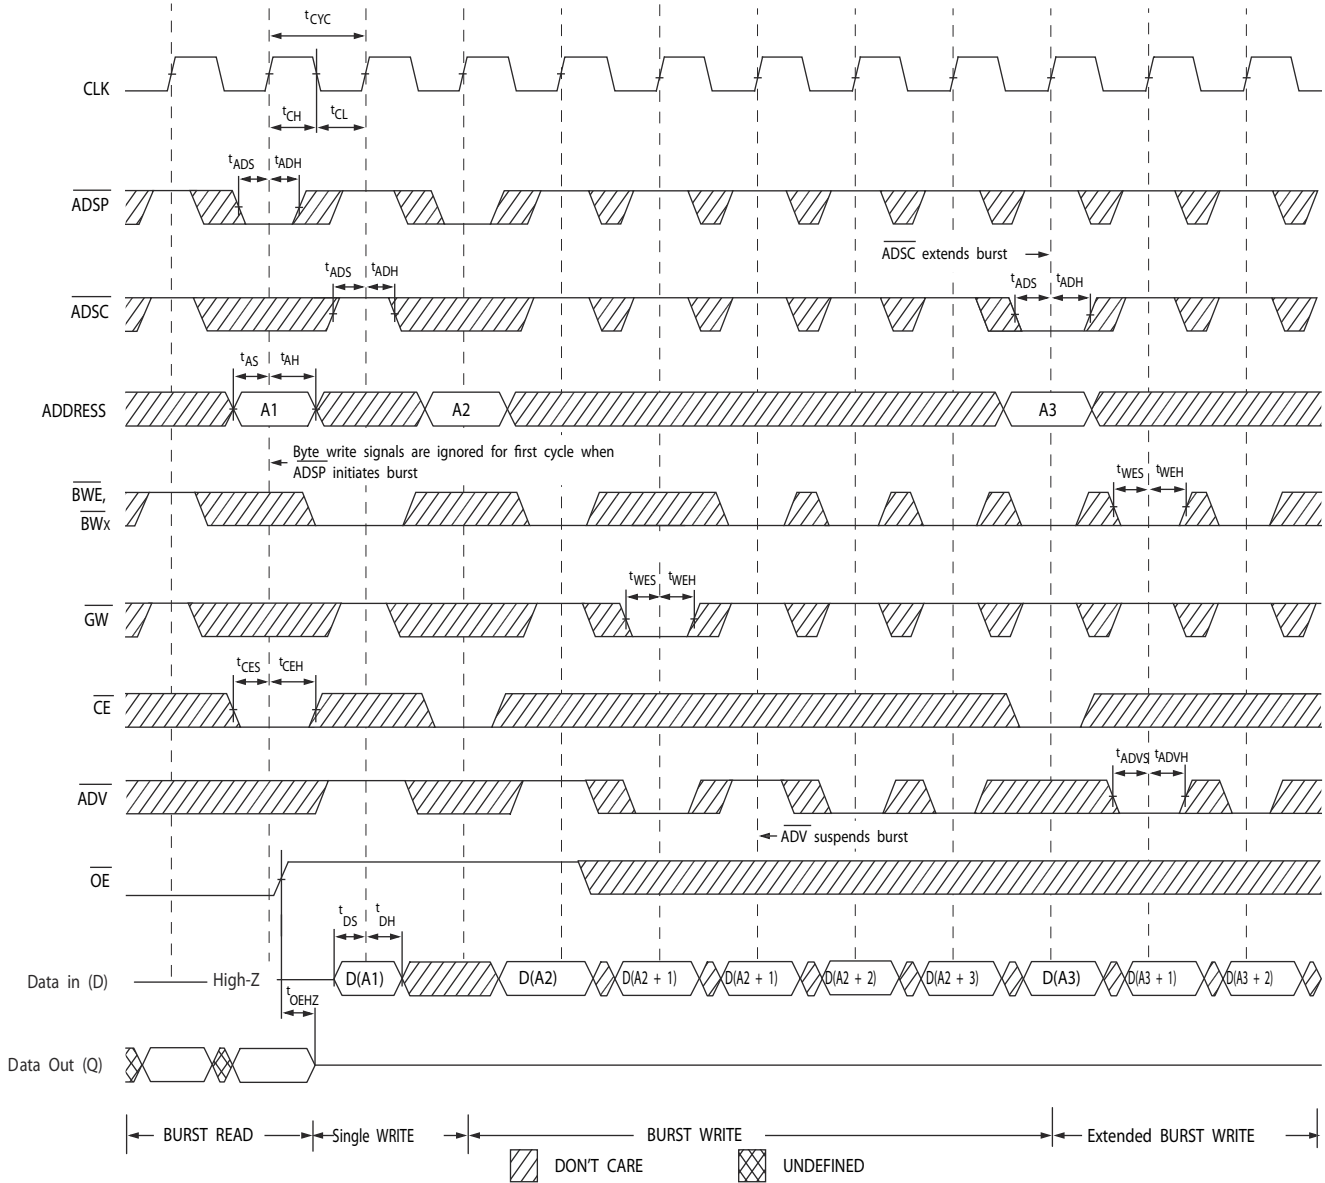 tCYC
CLK
tCH
tCL
tADS
tADH
ADSP
ADSC extends burst
tADS
tADH
tADS
tADH
ADSC
tAS
tAH
ADDRESS
A1
A2
A3
Byte write signals are ignored for first cycle when
ADSP initiates burst
BWE,
BWx
tWES
tWEH
tWES
tWEH
GW
tCES
tCEH
CE
tADVS
tADVH
ADV
ADV suspends burst
OE
tDS
tDH
Data in (D)
High-Z
D(A1)
D(A2)
D(A2 + 1)
D(A2 + 1)
D(A2 + 2)
D(A2 + 3)
D(A3)
D(A3 + 1)
D(A3 + 2)
tOEHZ
Data Out (Q)
BURST READ
Single WRITE
BURST WRITE
Extended BURST WRITE
DON'T CARE
UNDEFINED